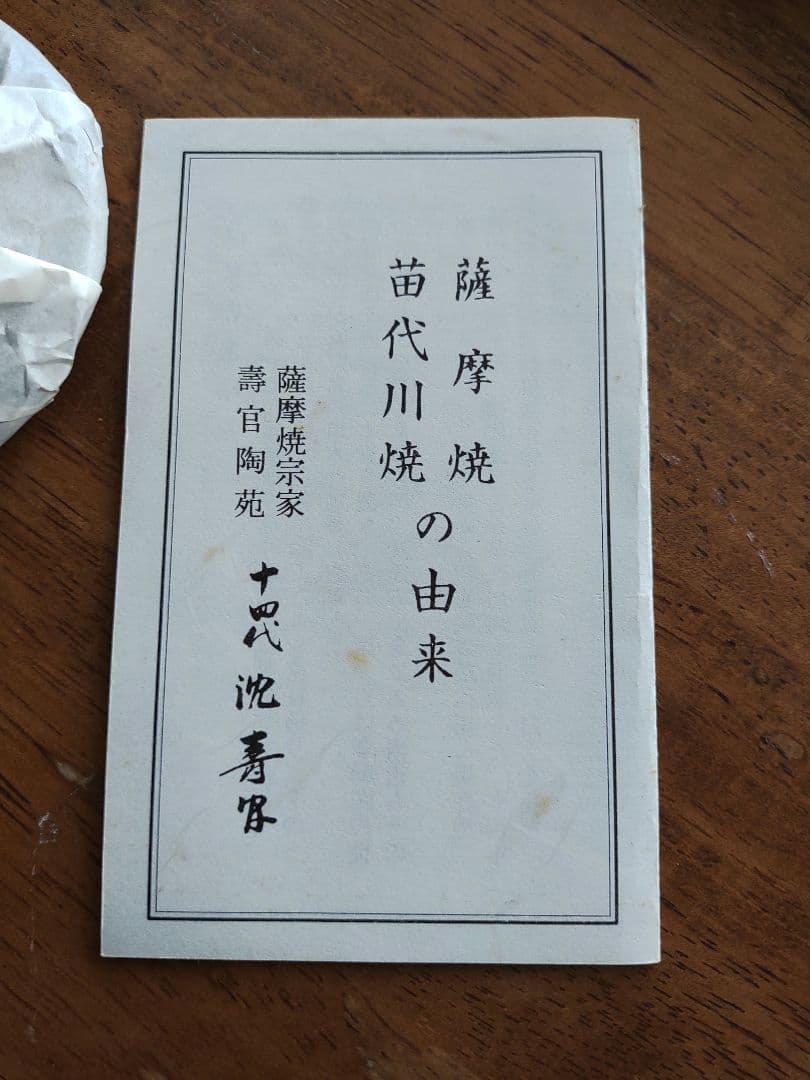 薩摩焼
苗代川焼
の由来
薩摩焼宗家
壽官陶苑
十四代 沈壽官